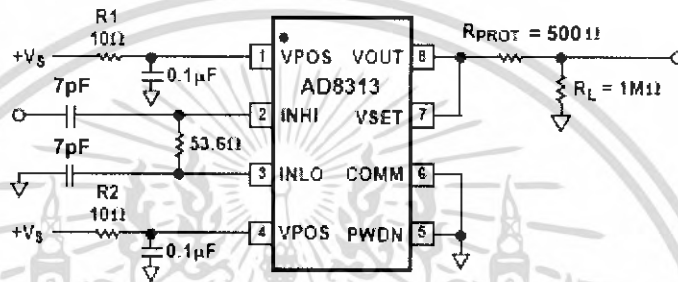 R1
10Ω
+VS
0.1μF
7pF
53.6Ω
7pF
R2
10Ω
+VS
0.1μF
1 VPOS VOUT 8
AD8313
2 INHI VSET 7
3 INLO COMM 6
4 VPOS PWDN 5
RPROT = 500Ω
RL = 1MΩ